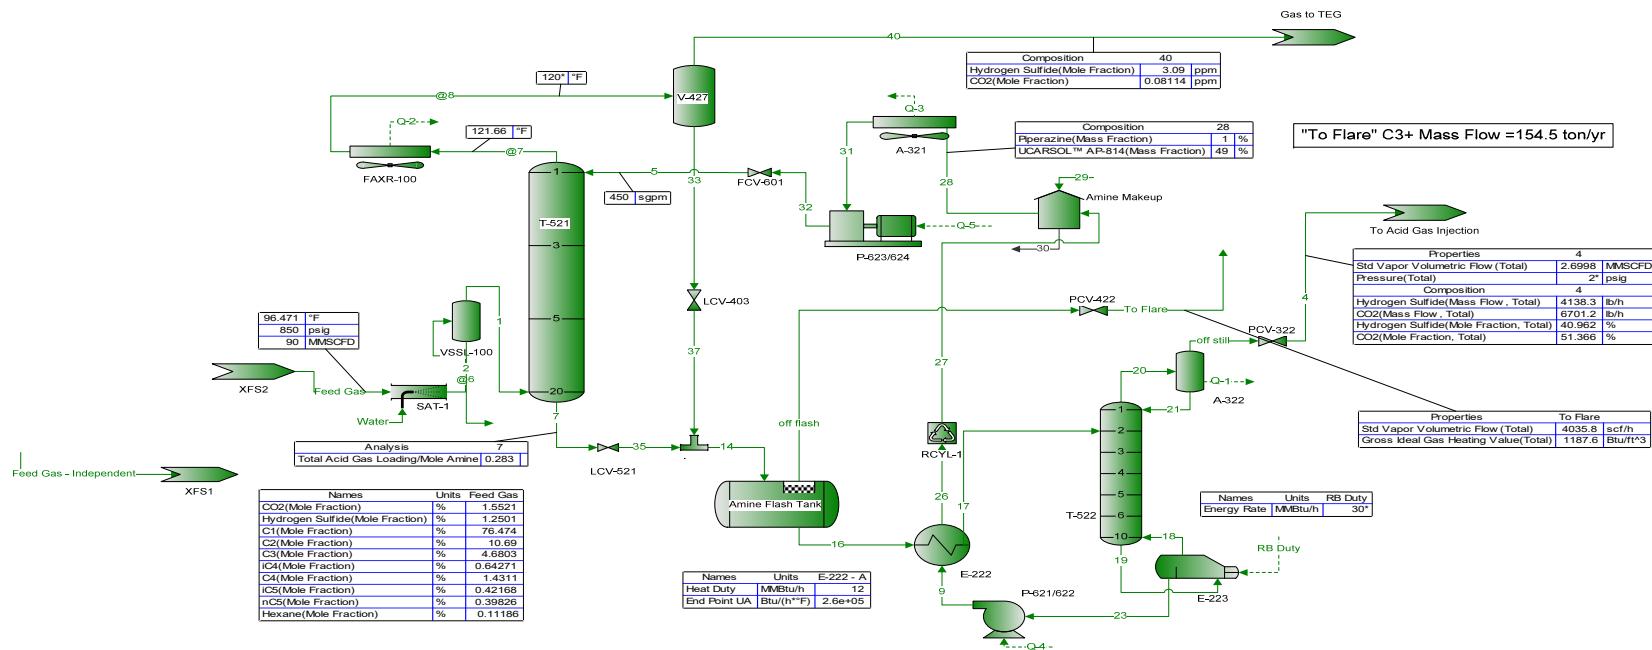 Gas to TEG
40
Composition 40
Hydrogen Sulfide(Mole Fraction) 3.09 ppm
CO2(Mole Fraction) 0.08114 ppm
120* °F
@8
V-427
Q-2
121.66 °F
@7
FAXR-100
Q-3
A-321
31
Composition 28
Piperazine(Mass Fraction) 1 %
UCARSOL™ AP-814(Mass Fraction) 49 %
"To Flare" C3+ Mass Flow =154.5 ton/yr
1
5
33
FCV-601
28
29
Amine Makeup
450 sgpm
32
T-521
3
Q-5
30
P-623/624
To Acid Gas Injection
Properties 4
Std Vapor Volumetric Flow (Total) 2.6998 MMSCFD
Pressure(Total) 2* psig
Composition 4
Hydrogen Sulfide(Mass Flow , Total) 4138.3 lb/h
CO2(Mass Flow , Total) 6701.2 lb/h
Hydrogen Sulfide(Mole Fraction, Total) 40.962 %
CO2(Mole Fraction, Total) 51.366 %
4
LCV-403
PCV-422
To Flare
PCV-322
off still
96.471 °F
850 psig
90 MMSCFD
1
5
VSSL-100
2
@6
37
27
20
Q-1
A-322
21
XFS2
Feed Gas
SAT-1
Water
20
7
off flash
1
2
3
4
5
6
10
T-522
Properties To Flare
Std Vapor Volumetric Flow (Total) 4035.8 scf/h
Gross Ideal Gas Heating Value(Total) 1187.6 Btu/ft^3
Analysis 7
Total Acid Gas Loading/Mole Amine 0.283
35
LCV-521
14
RCYL-1
Feed Gas - Independent
XFS1
Names Units Feed Gas
CO2(Mole Fraction) % 1.5521
Hydrogen Sulfide(Mole Fraction) % 1.2501
C1(Mole Fraction) % 76.474
C2(Mole Fraction) % 10.69
C3(Mole Fraction) % 4.6803
iC4(Mole Fraction) % 0.64271
C4(Mole Fraction) % 1.4311
iC5(Mole Fraction) % 0.42168
nC5(Mole Fraction) % 0.39826
Hexane(Mole Fraction) % 0.11186
Amine Flash Tank
26
17
Names Units RB Duty
Energy Rate MMBtu/h 30*
16
E-222
18
19
RB Duty
E-223
Names Units E-222 - A
Heat Duty MMBtu/h 12
End Point UA Btu/(h*°F) 2.6e+05
9
P-621/622
23
Q-4